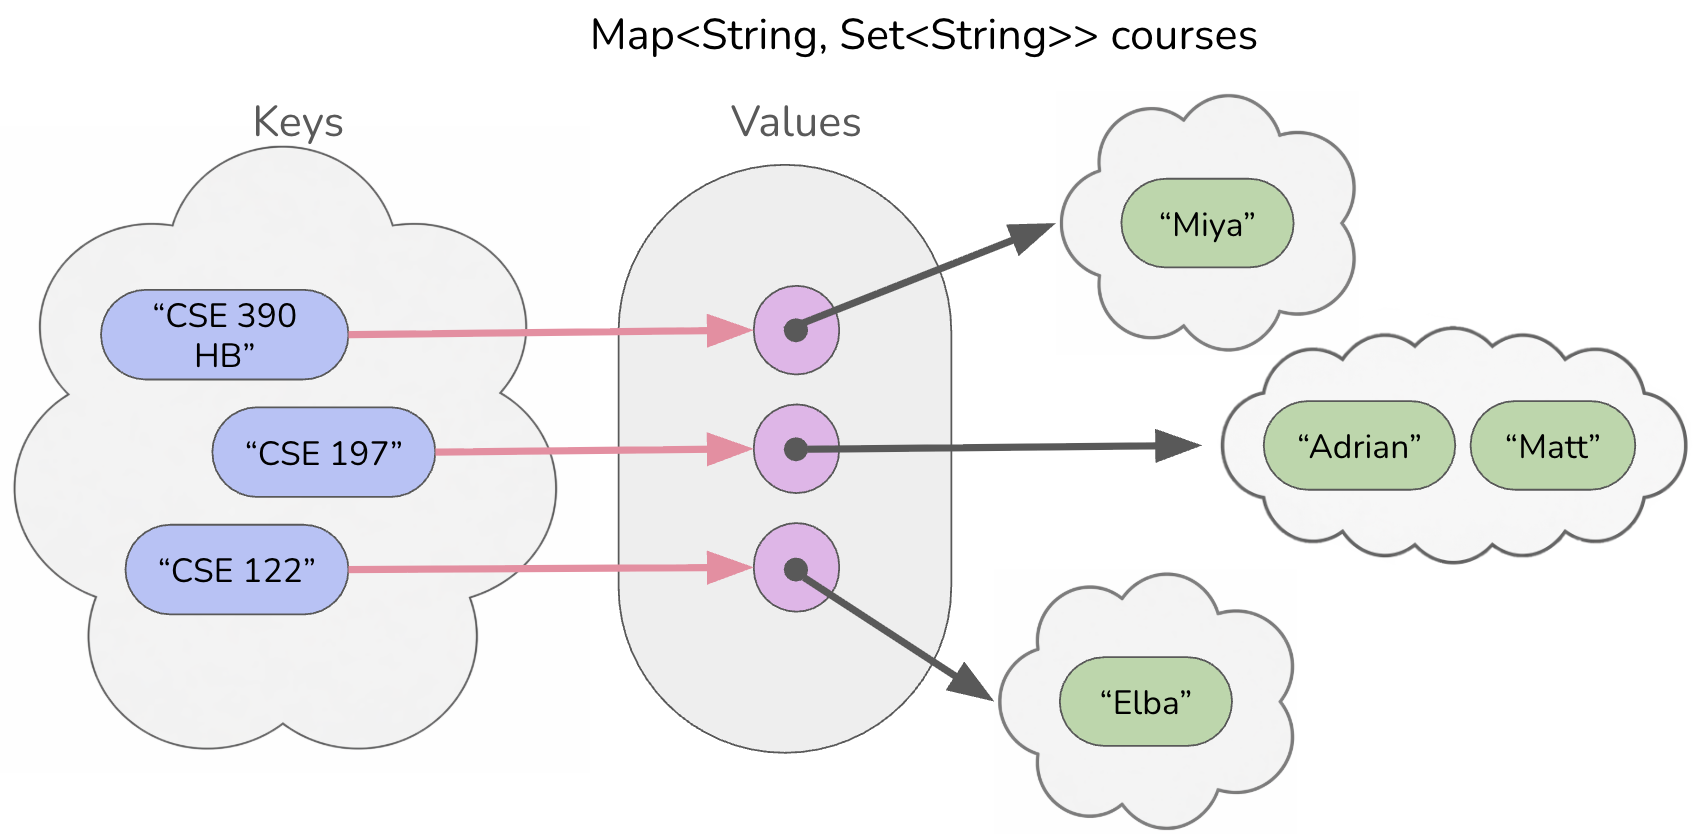 Map<String, Set<String>> courses
Keys
Values
“CSE 390
HB”
“CSE 197”
“CSE 122”
“Miya”
“Adrian”
“Matt”
“Elba”